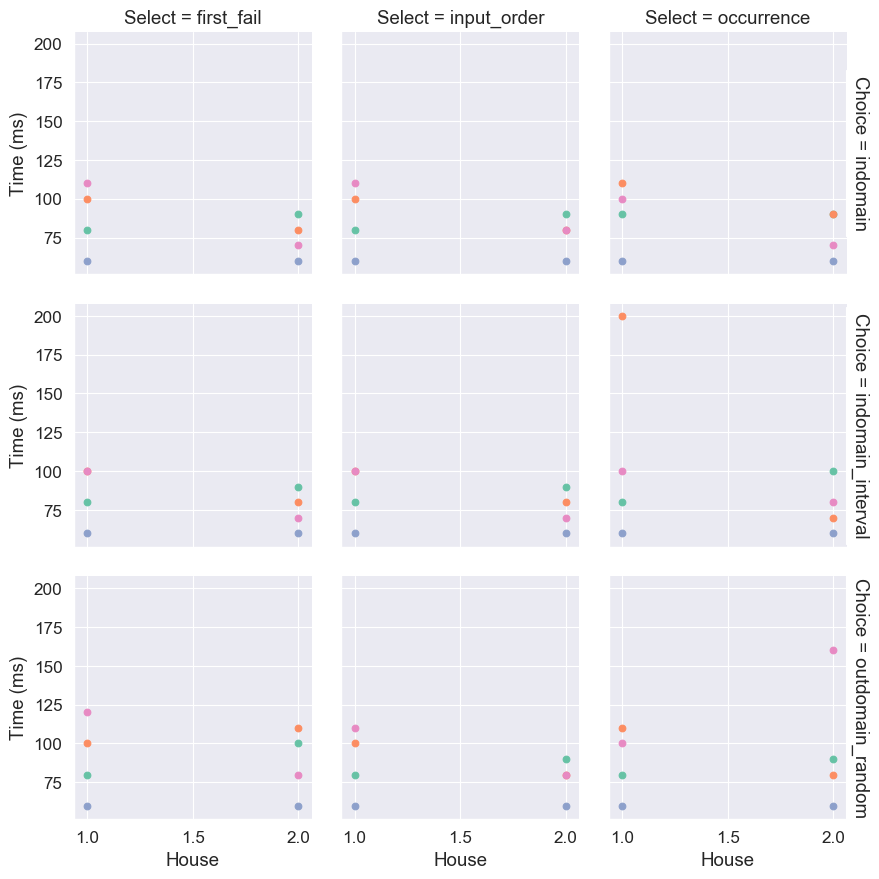 Select = first_fail
Select = input_order
Select = occurrence
200
175
150
125
100
75
Time (ms)
Choice = indomain
200
175
150
125
100
75
Time (ms)
Choice = indomain_interval
200
175
150
125
100
75
Time (ms)
Choice = outdomain_random
1.0 1.5 2.0
1.0 1.5 2.0
1.0 1.5 2.0
House
House
House